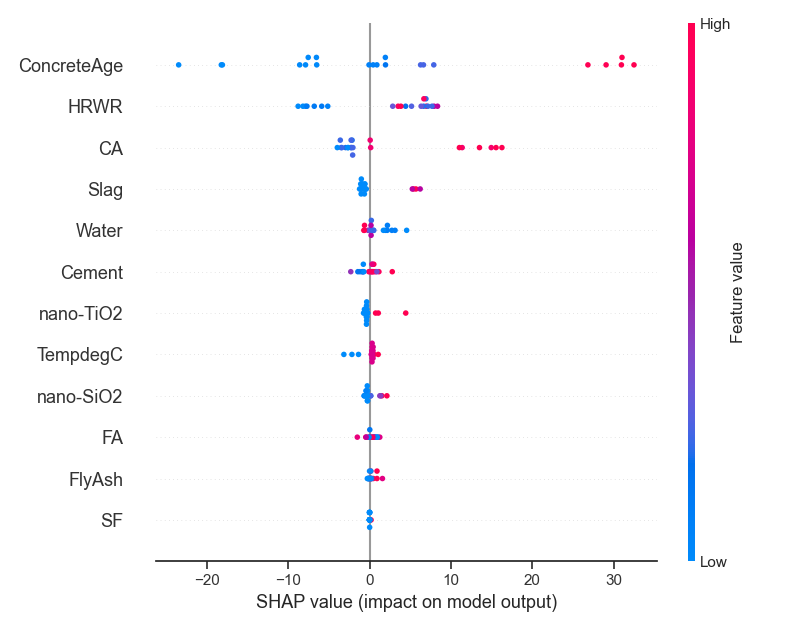 High
ConcreteAge
HRWR
CA
Slag
Water
Cement
nano-TiO2
TempdegC
nano-SiO2
FA
FlyAsh
SF
Feature value
Low
−20 −10 0 10 20 30
SHAP value (impact on model output)